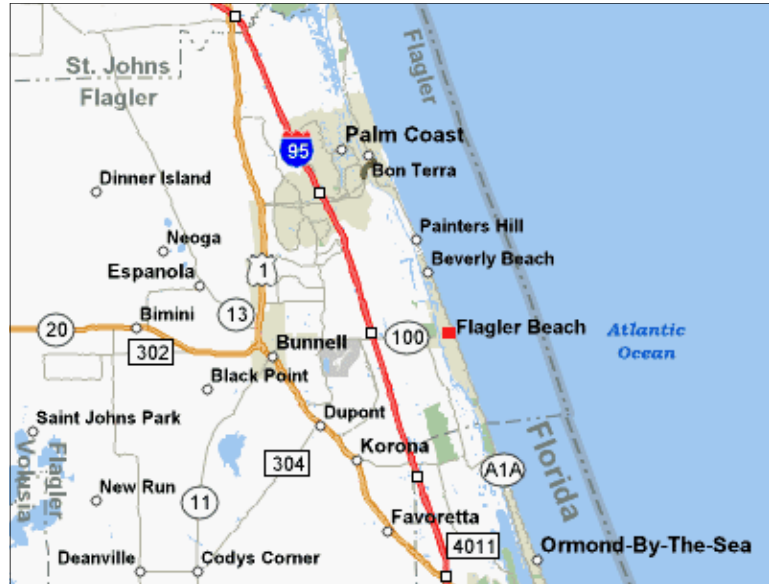 St. Johns
Flagler
Flagler
95
Palm Coast
Bon Terra
Dinner Island
Painters Hill
Neoga
Beverly Beach
Espanola
1
13
Bimini
20
302
100
Flagler Beach
Atlantic
Ocean
Bunnell
Black Point
Saint Johns Park
Dupont
Flagler
Volusia
Korona
304
A1A
Florida
New Run
11
Favoretta
4011
Deanville
Codys Corner
Ormond-By-The-Sea